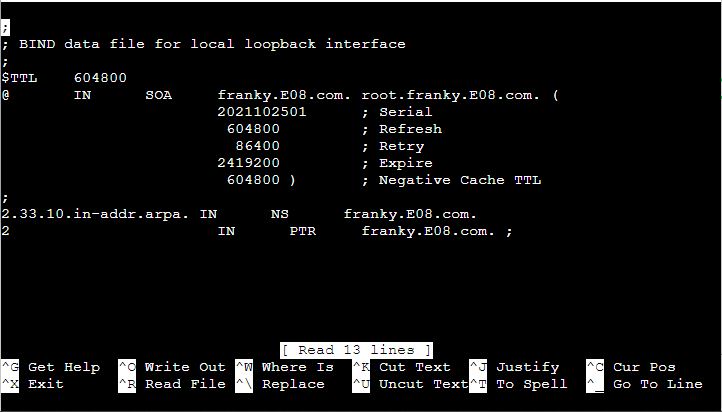 ;
; BIND data file for local loopback interface
;
$TTL    604800
@       IN      SOA     franky.E08.com. root.franky.E08.com. (
                        2021102501      ; Serial
                         604800         ; Refresh
                          86400         ; Retry
                        2419200         ; Expire
                         604800 )       ; Negative Cache TTL
;
2.33.10.in-addr.arpa. IN      NS      franky.E08.com.
2                       IN      PTR     franky.E08.com. ;
[ Read 13 lines ]
^G Get Help  ^O Write Out ^W Where Is  ^K Cut Text  ^J Justify   ^C Cur Pos
^X Exit      ^R Read File ^\ Replace   ^U Uncut Text^T To Spell  ^_ Go To Line